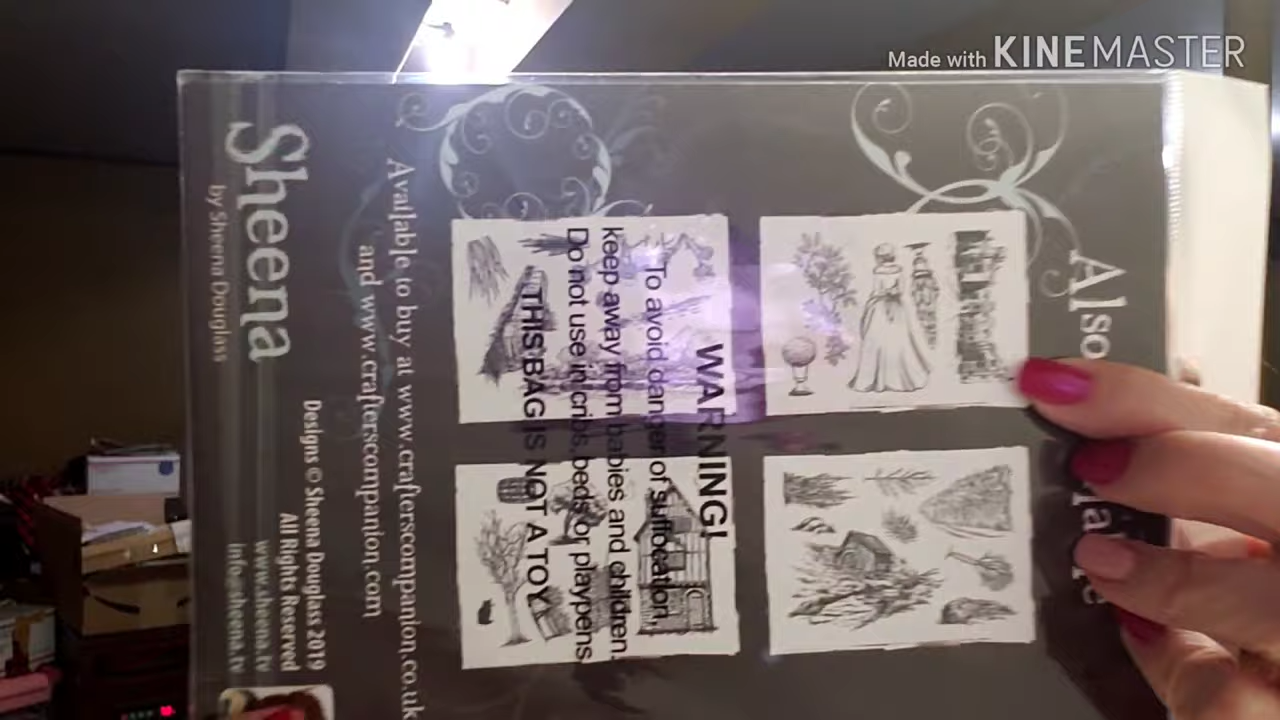 Made with KINEMASTER
Also
WARNING!
To avoid danger of suffocation,
keep away from babies and children.
Do not use in cribs, beds or playpens.
THIS BAG IS NOT A TOY.
Available to buy at www.crafterscompanion.co.uk
and www.crafterscompanion.com
Sheena
by Sheena Douglass
Designs © Sheena Douglass 2019
All Rights Reserved
www.sheena.tv
info@sheena.tv